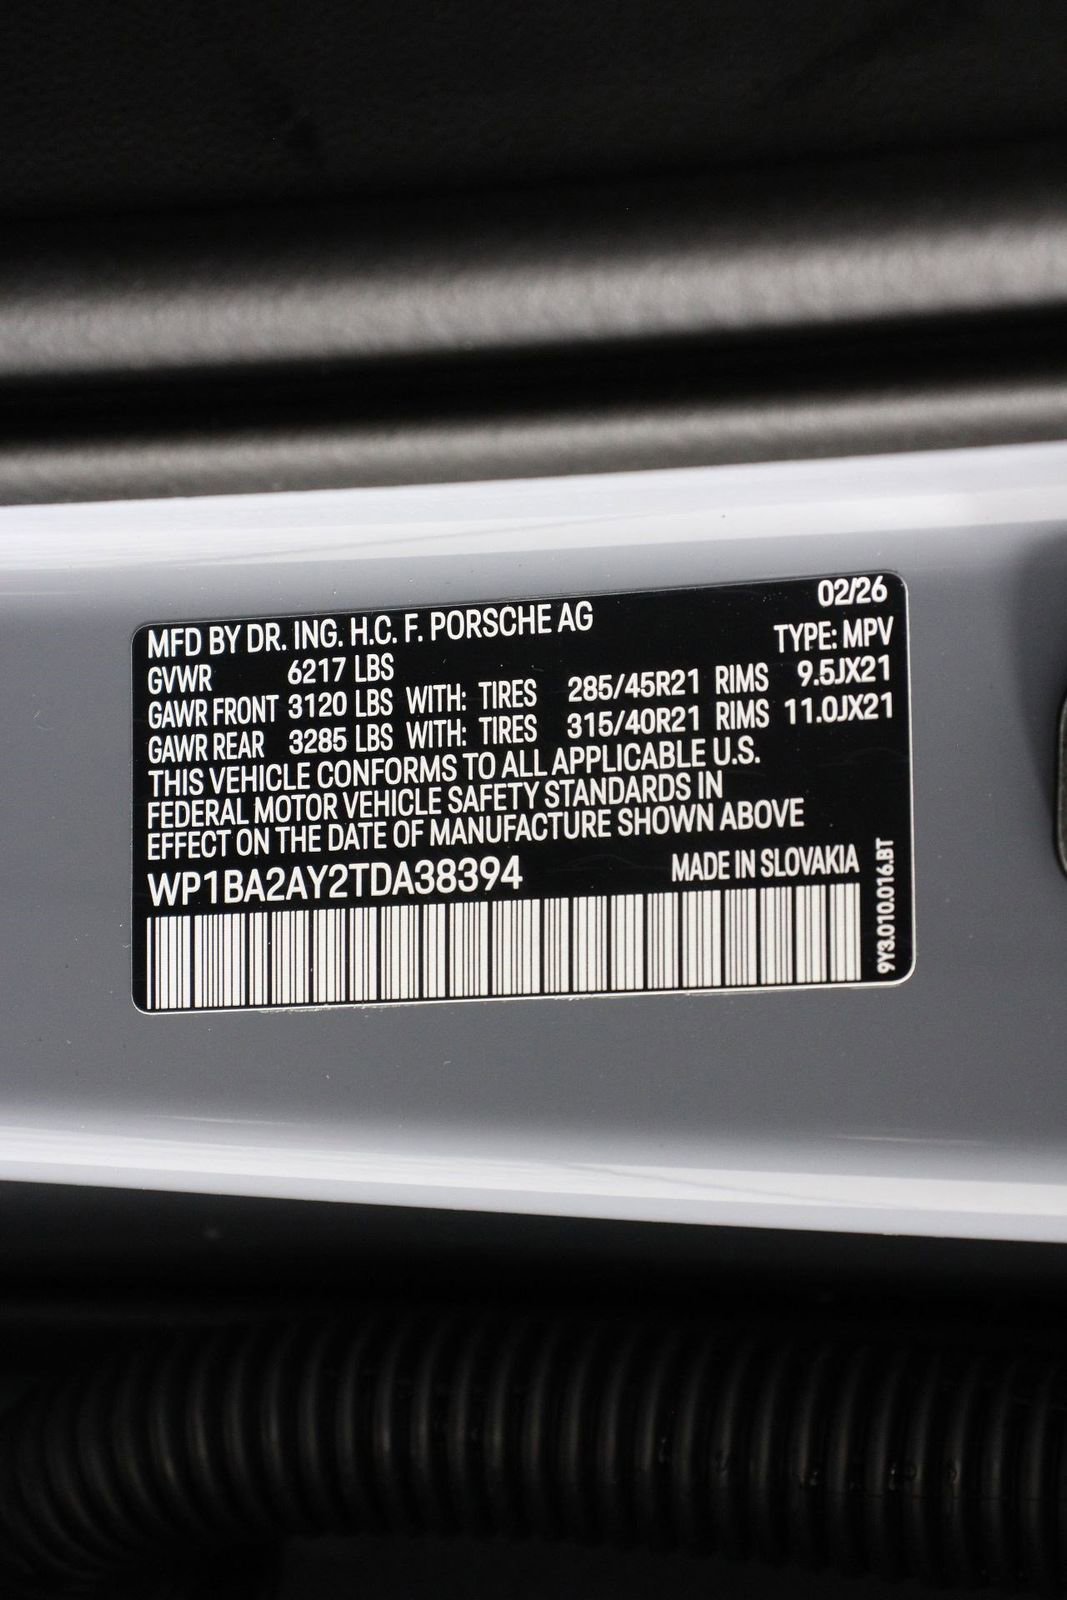 02/26
MFD BY DR. ING. H.C. F. PORSCHE AG
TYPE: MPV
GVWR 6217 LBS
GAWR FRONT 3120 LBS WITH: TIRES 285/45R21 RIMS 9.5JX21
GAWR REAR 3285 LBS WITH: TIRES 315/40R21 RIMS 11.0JX21
THIS VEHICLE CONFORMS TO ALL APPLICABLE U.S.
FEDERAL MOTOR VEHICLE SAFETY STANDARDS IN
EFFECT ON THE DATE OF MANUFACTURE SHOWN ABOVE
WP1BA2AY2TDA38394 MADE IN SLOVAKIA
9Y3.010.016.BT